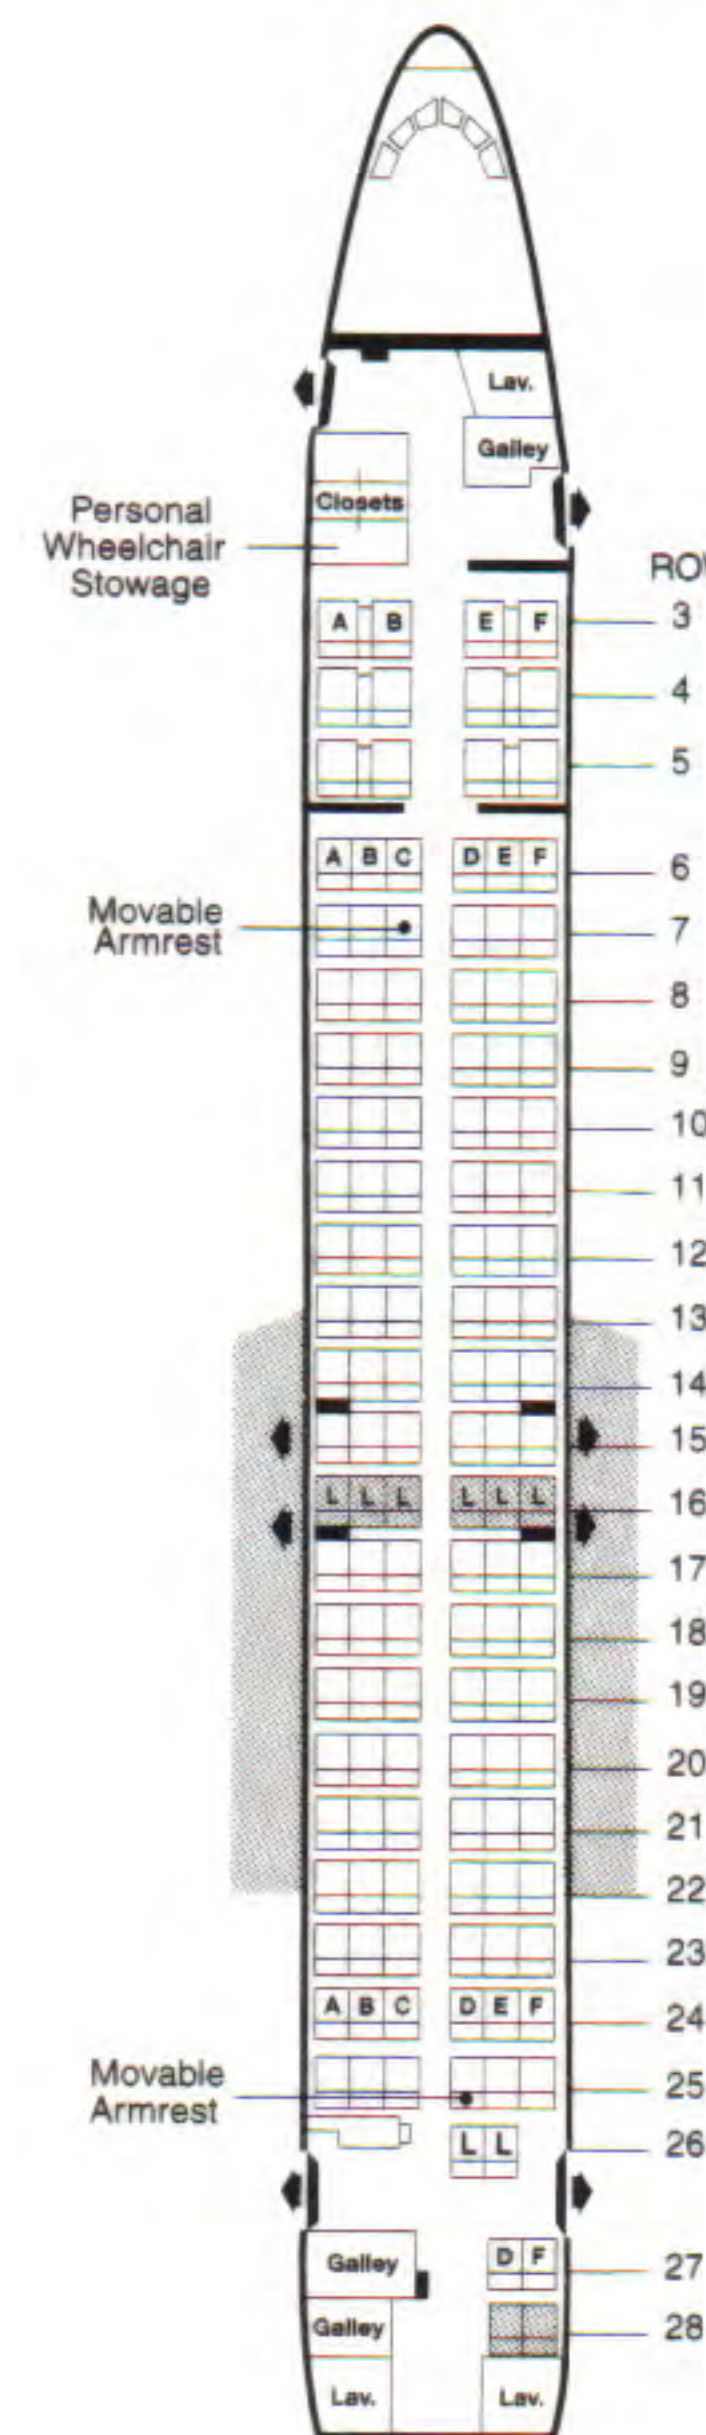 Lav.
Galley
Closets
Personal
Wheelchair
Stowage
ROW
A B E F 3
4
5
A B C D E F 6
Movable
Armrest
7
8
9
10
11
12
13
14
15
L L L L L L 16
17
18
19
20
21
22
23
A B C D E F 24
Movable
Armrest
25
L L 26
Galley D F 27
Galley 28
Lav. Lav.